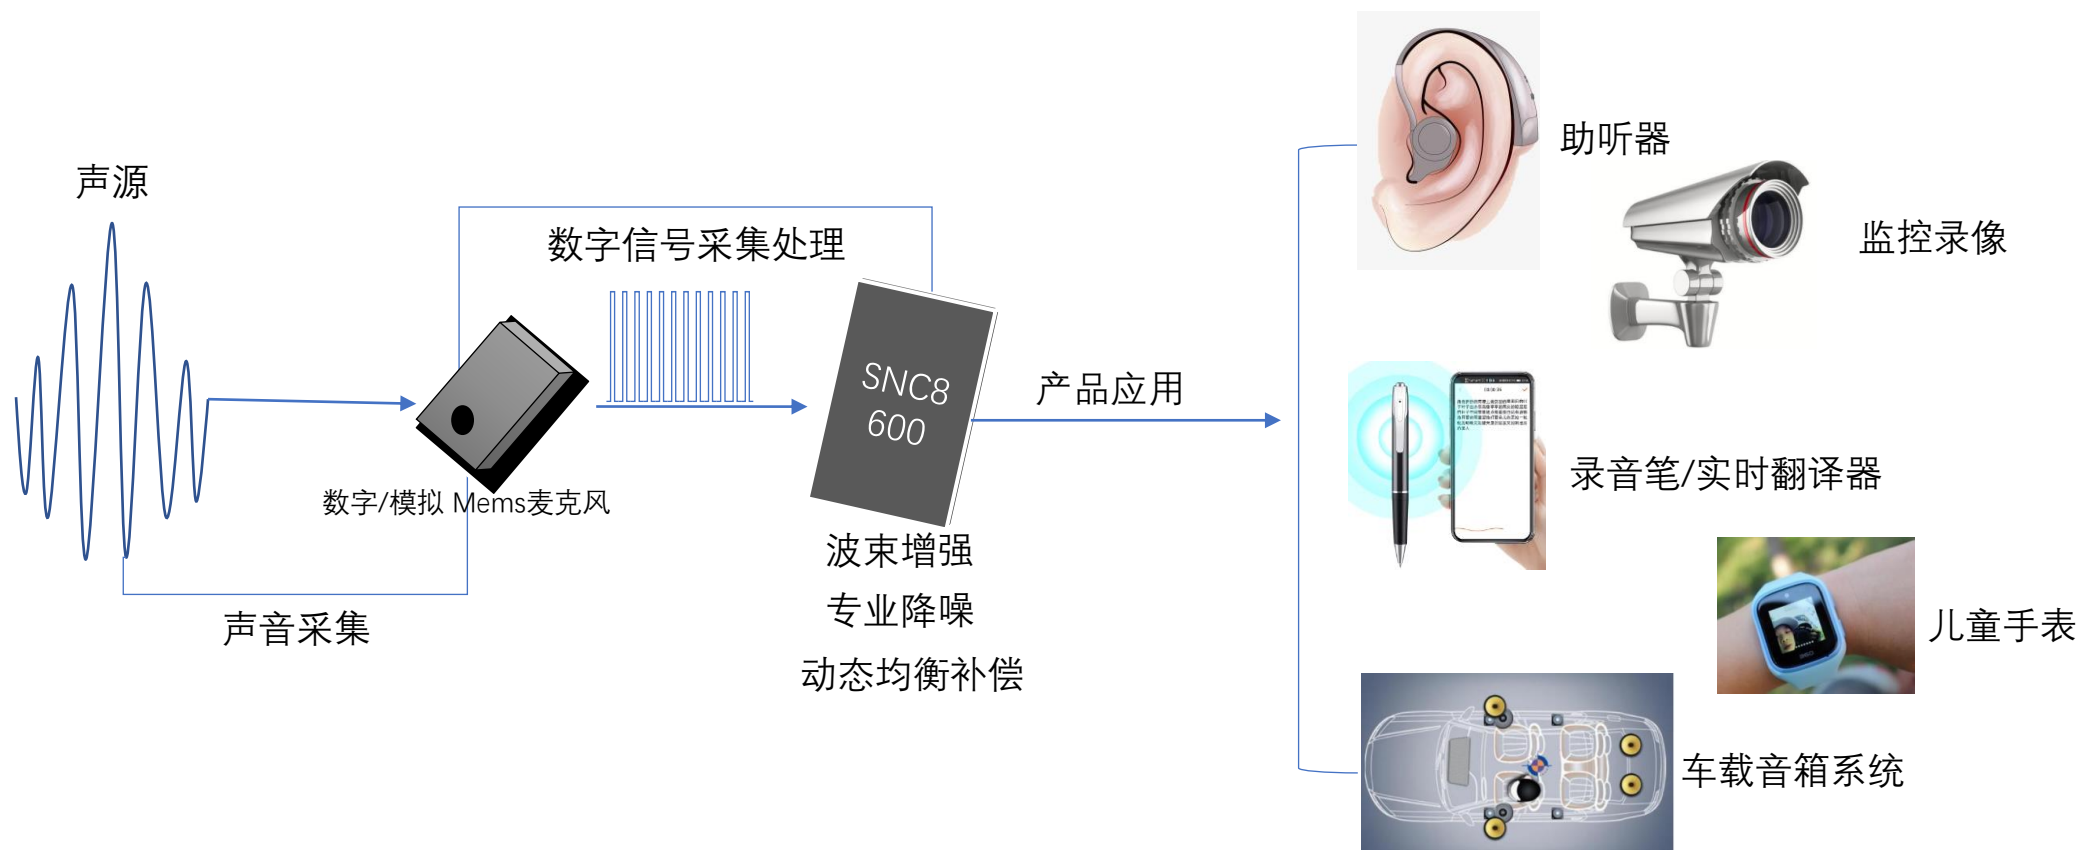 声源
数字信号采集处理
数字/模拟 Mems麦克风
声音采集
SNC8
600
波束增强
专业降噪
动态均衡补偿
产品应用
助听器
监控录像
录音笔/实时翻译器
儿童手表
车载音箱系统